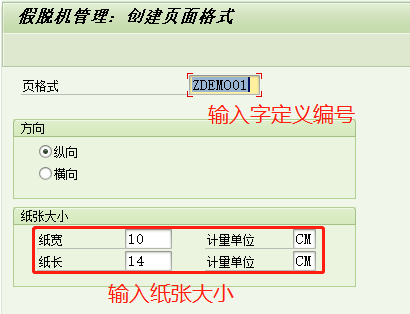 假脱机管理：创建页面格式
页格式 ZDEMO01
输入字定义编号
方向
纵向
横向
纸张大小
纸宽 10 计量单位 CM
纸长 14 计量单位 CM
输入纸张大小